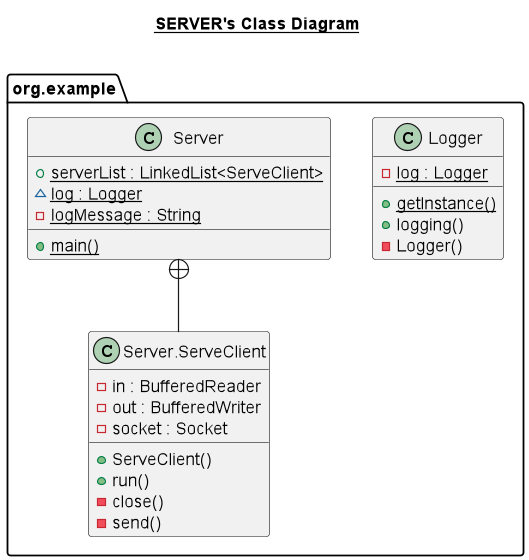 SERVER's Class Diagram
org.example
C Server
serverList : LinkedList<ServeClient>
log : Logger
logMessage : String
main()
C Logger
log : Logger
getInstance()
logging()
Logger()
C Server.ServeClient
in : BufferedReader
out : BufferedWriter
socket : Socket
ServeClient()
run()
close()
send()